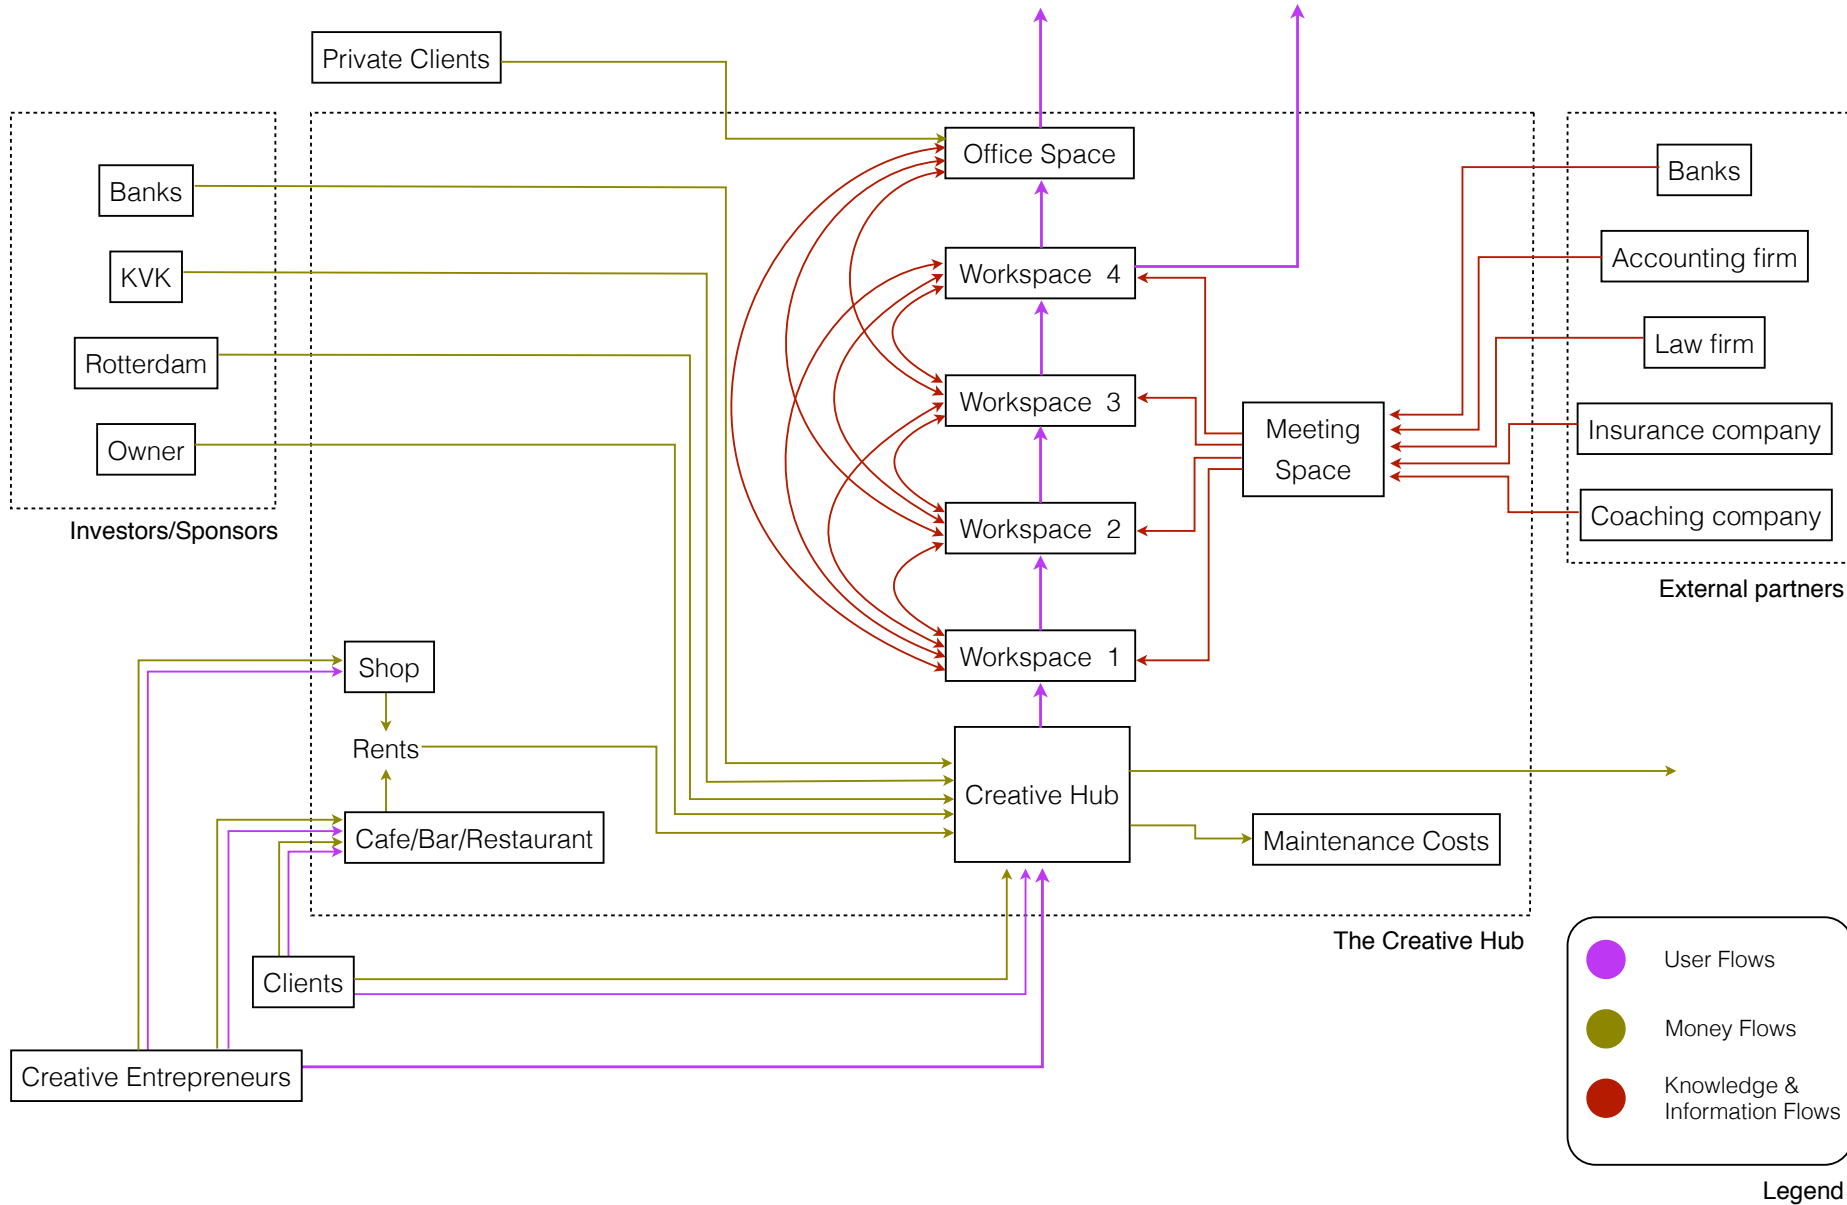 Private Clients
Banks
KVK
Rotterdam
Owner
Investors/Sponsors
Office Space
Workspace 4
Workspace 3
Workspace 2
Workspace 1
Meeting
Space
Banks
Accounting firm
Law firm
Insurance company
Coaching company
External partners
Shop
Rents
Cafe/Bar/Restaurant
Creative Hub
Maintenance Costs
The Creative Hub
Clients
Creative Entrepreneurs
User Flows
Money Flows
Knowledge &
Information Flows
Legend